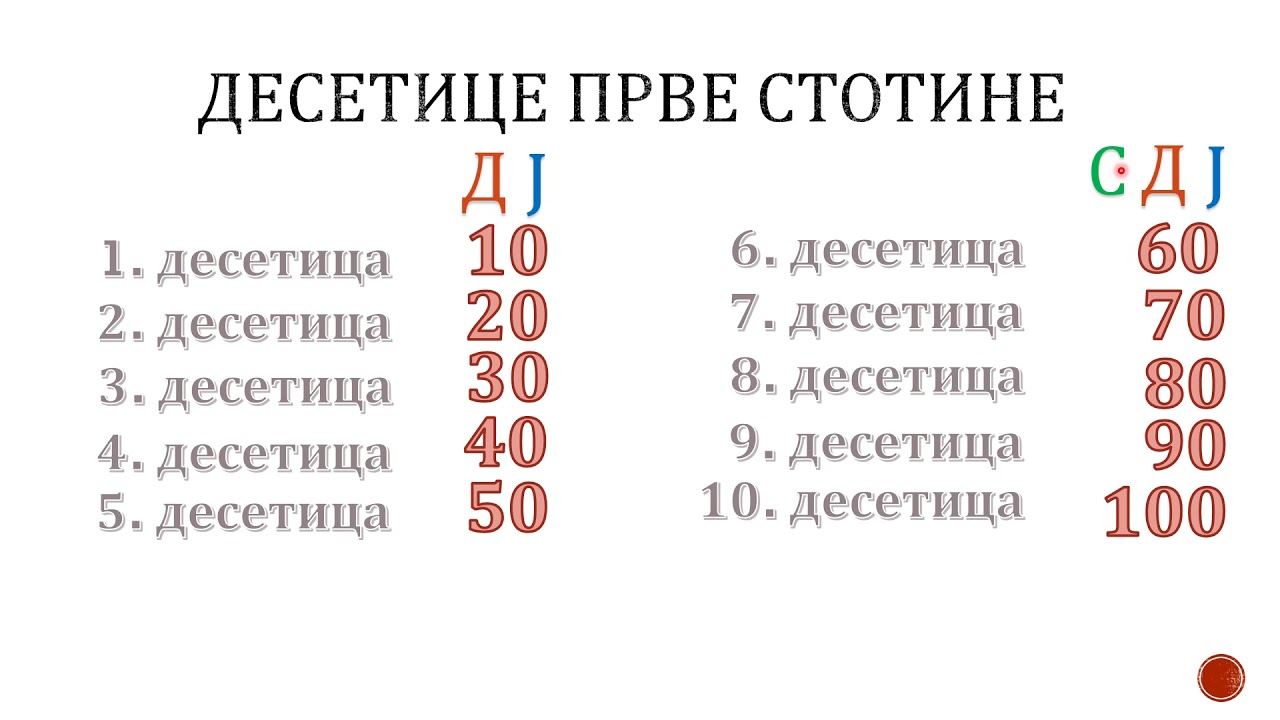 ДЕСЕТИЦЕ ПРВЕ СТОТИНЕ
Д Ј
1. десетица 10
2. десетица 20
3. десетица 30
4. десетица 40
5. десетица 50
С Д Ј
6. десетица 60
7. десетица 70
8. десетица 80
9. десетица 90
10. десетица 100